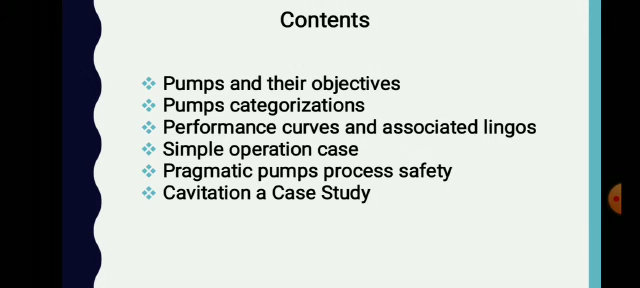 Contents
Pumps and their objectives
Pumps categorizations
Performance curves and associated lingos
Simple operation case
Pragmatic pumps process safety
Cavitation a Case Study